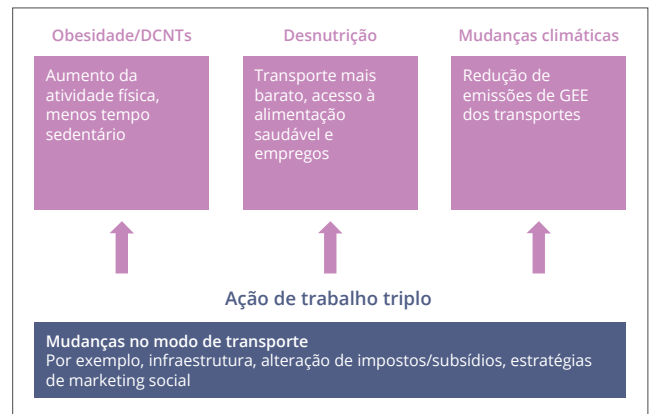 Obesidade/DCNTs
Aumento da
atividade física,
menos tempo
sedentário
Desnutrição
Transporte mais
barato, acesso à
alimentação
saudável e
empregos
Mudanças climáticas
Redução de
emissões de GEE
dos transportes
Ação de trabalho triplo
Mudanças no modo de transporte
Por exemplo, infraestrutura, alteração de impostos/subsídios, estratégias
de marketing social